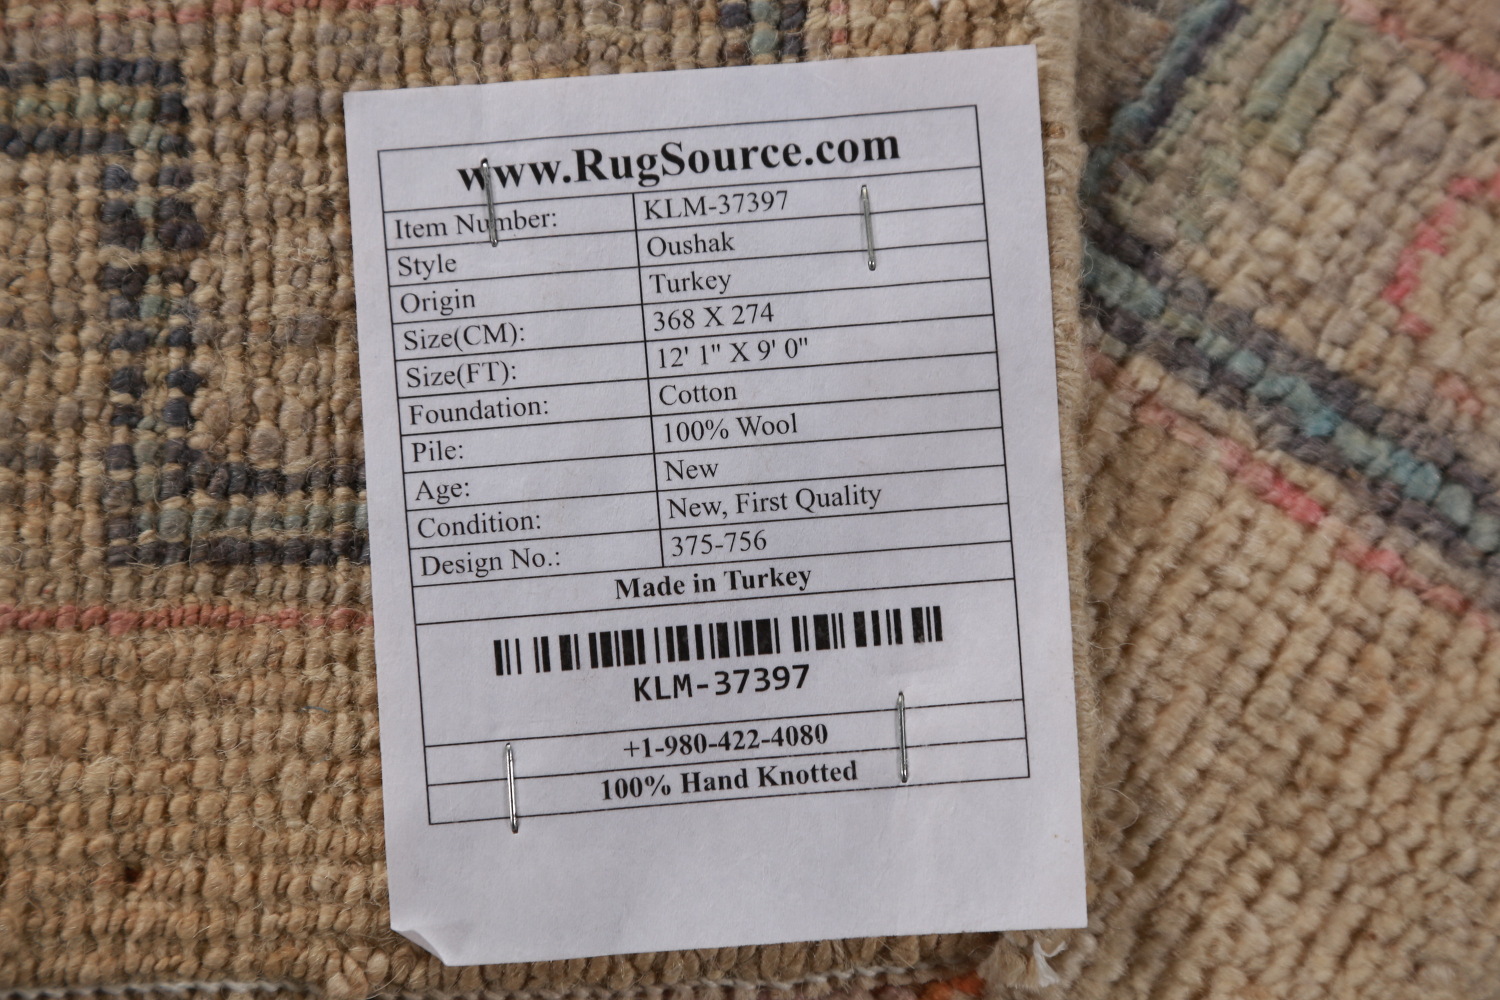 www.RugSource.com
Item Number: KLM-37397
Style Oushak
Origin Turkey
Size(CM): 368 X 274
Size(FT): 12' 1" X 9' 0"
Foundation: Cotton
Pile: 100% Wool
Age: New
Condition: New, First Quality
Design No.: 375-756
Made in Turkey
KLM-37397
+1-980-422-4080
100% Hand Knotted